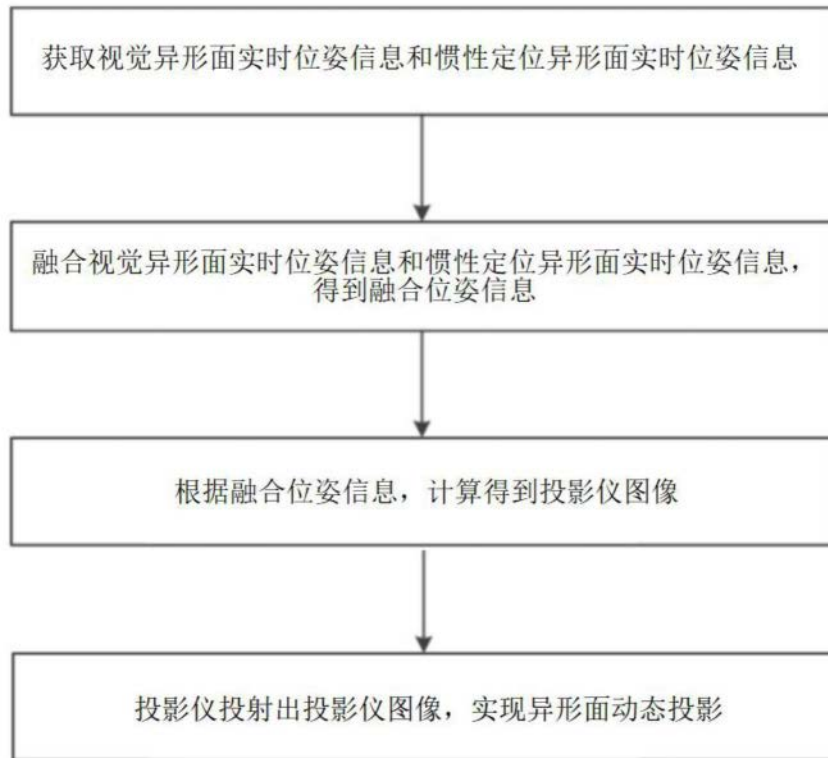 获取视觉异形面实时位姿信息和惯性定位异形面实时位姿信息
融合视觉异形面实时位姿信息和惯性定位异形面实时位姿信息，
得到融合位姿信息
根据融合位姿信息，计算得到投影仪图像
投影仪投射出投影仪图像，实现异形面动态投影